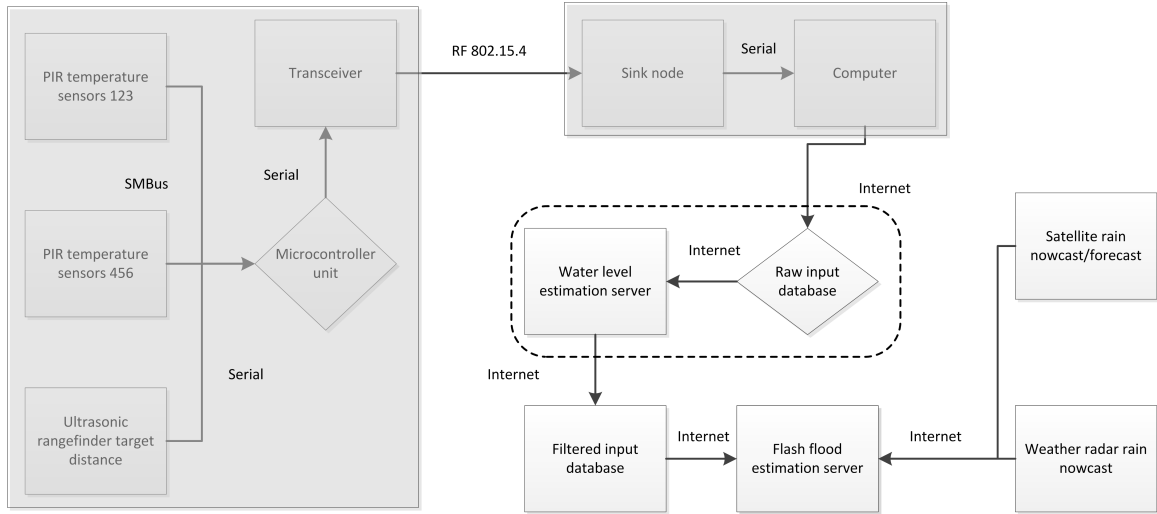 PIR temperature
sensors 123
Transceiver
RF 802.15.4
Sink node
Serial
Computer
SMBus
Serial
PIR temperature
sensors 456
Microcontroller
unit
Serial
Ultrasonic
rangefinder target
distance
Internet
Water level
estimation server
Internet
Raw input
database
Satellite rain
nowcast/forecast
Internet
Filtered input
database
Internet
Flash flood
estimation server
Internet
Weather radar rain
nowcast